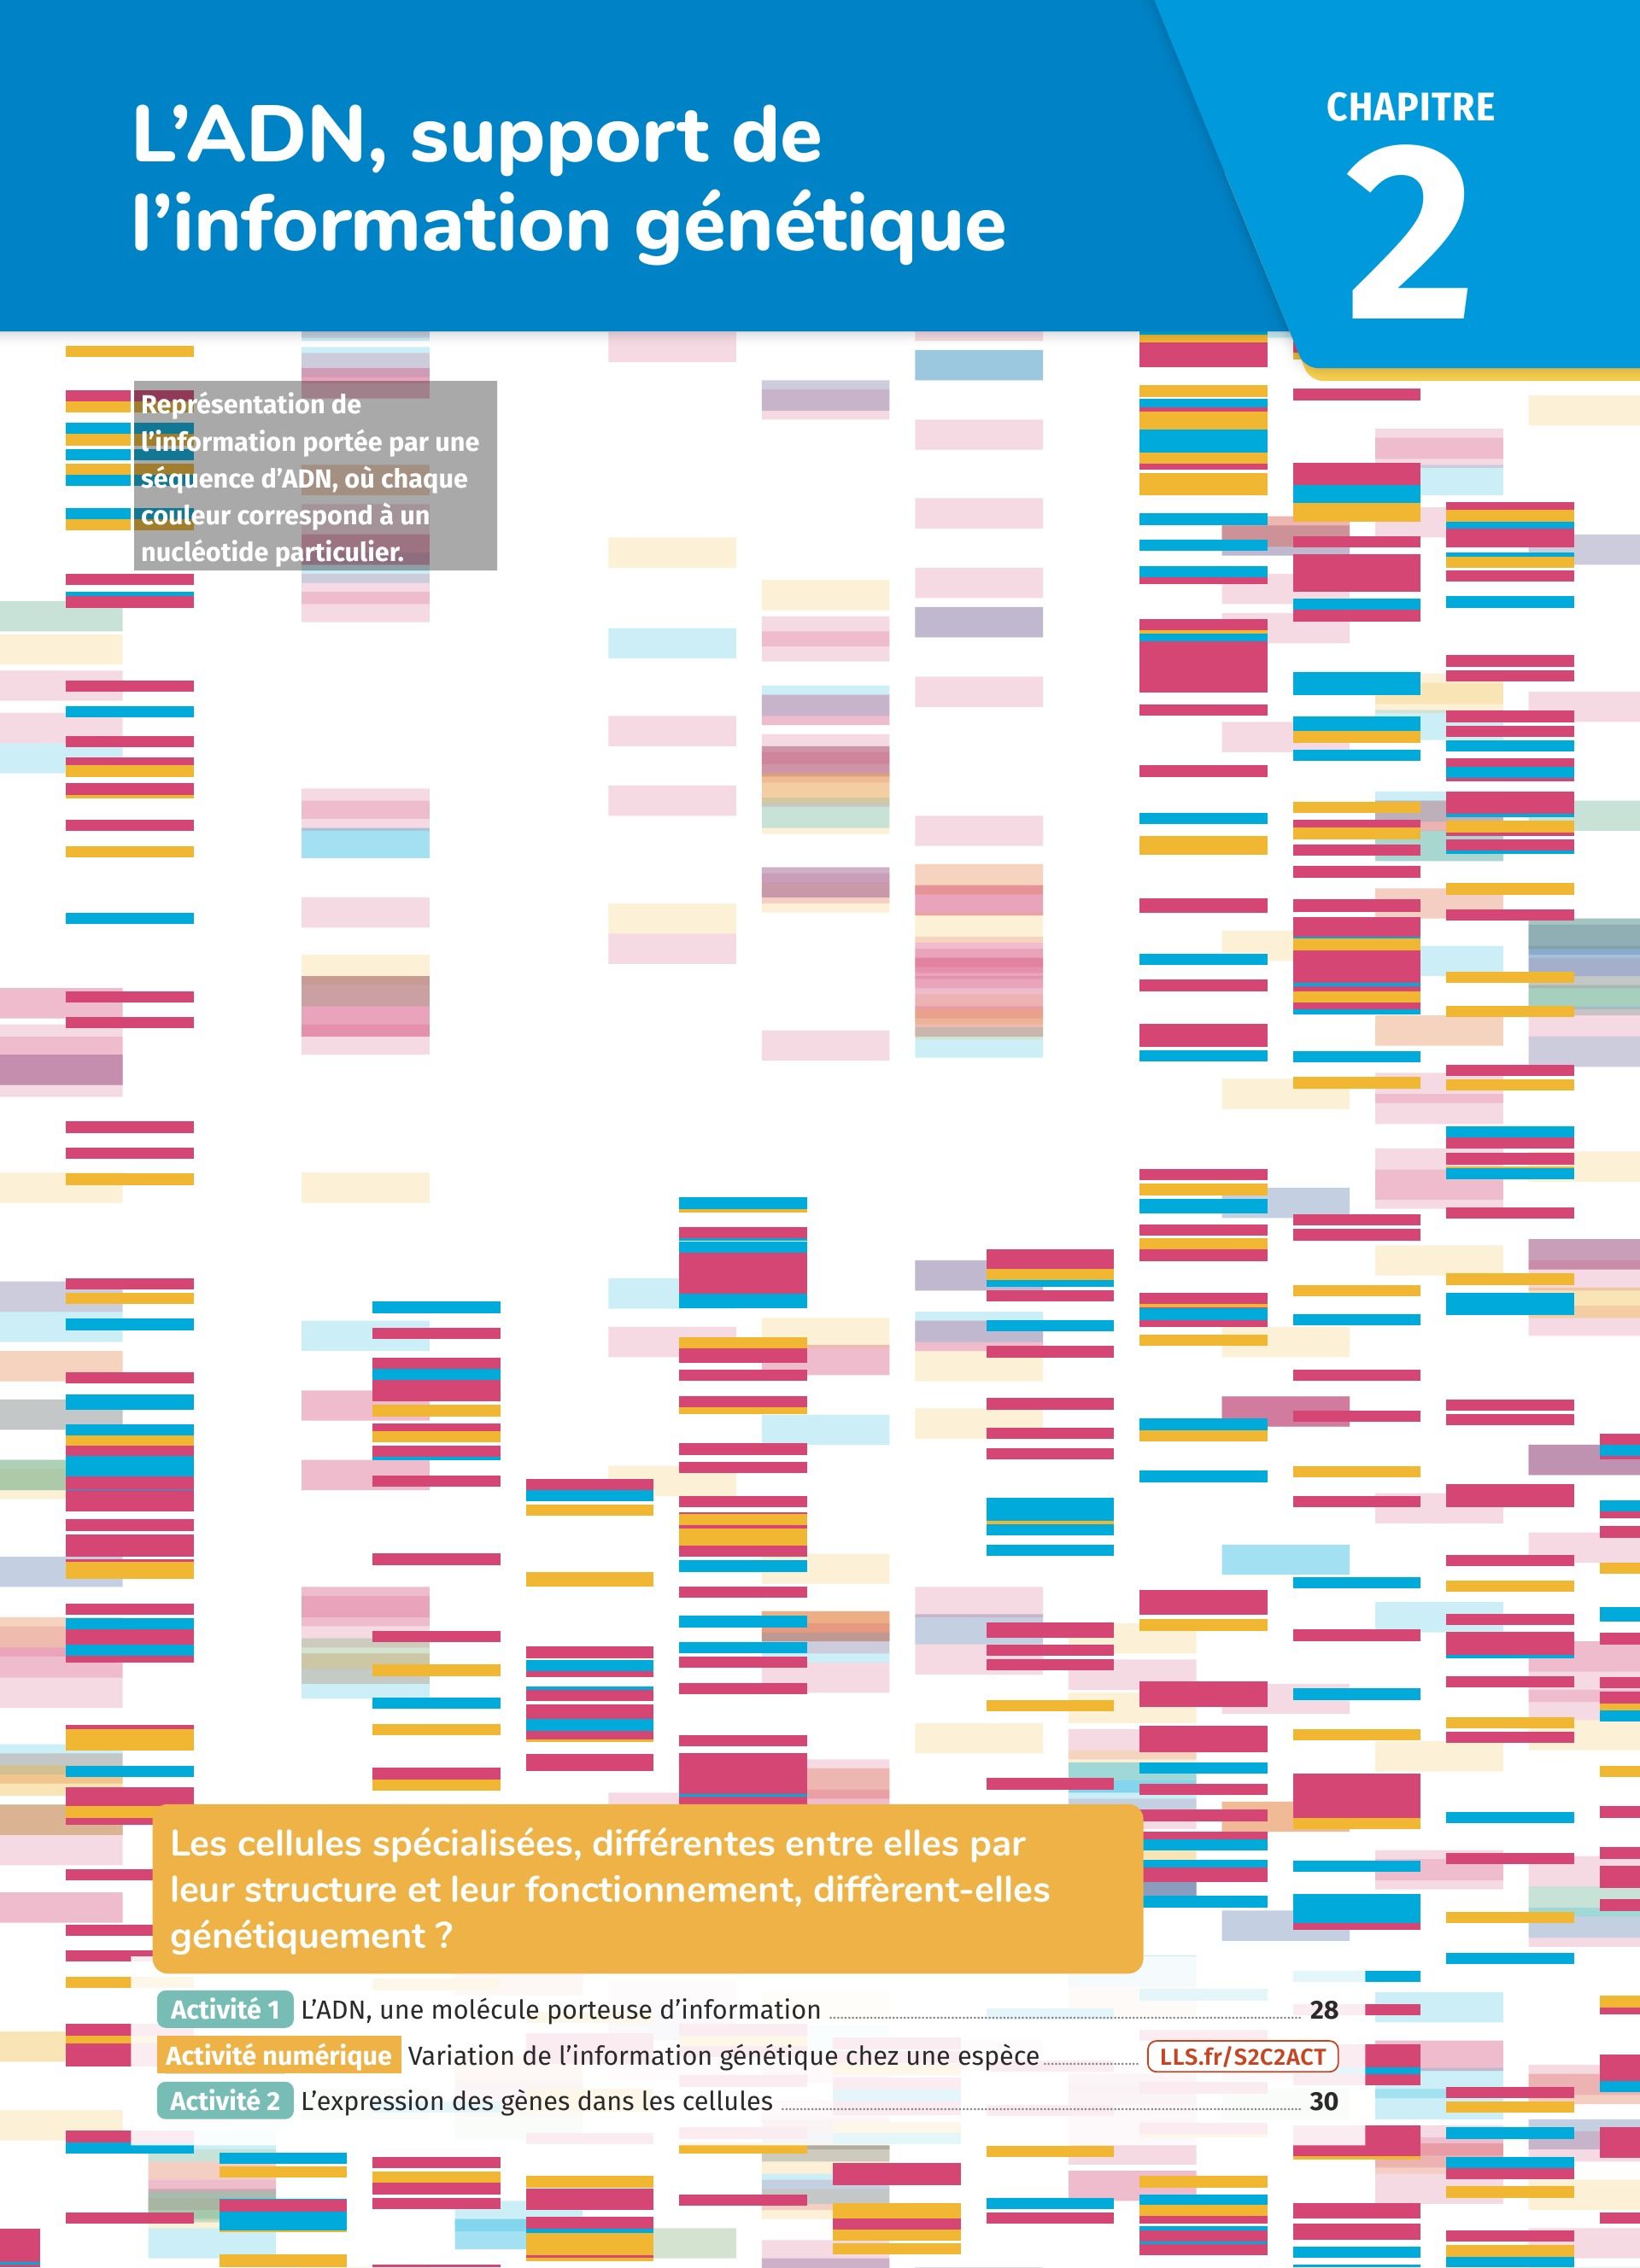 L’ADN, support de
l’information génétique
CHAPITRE
2
Représentation de
l’information portée par une
séquence d’ADN, où chaque
couleur correspond à un
nucléotide particulier.
Les cellules spécialisées, différentes entre elles par
leur structure et leur fonctionnement, diffèrent-elles
génétiquement ?
Activité 1 L’ADN, une molécule porteuse d’information 28
Activité numérique Variation de l’information génétique chez une espèce LLS.fr/S2C2ACT
Activité 2 L’expression des gènes dans les cellules 30